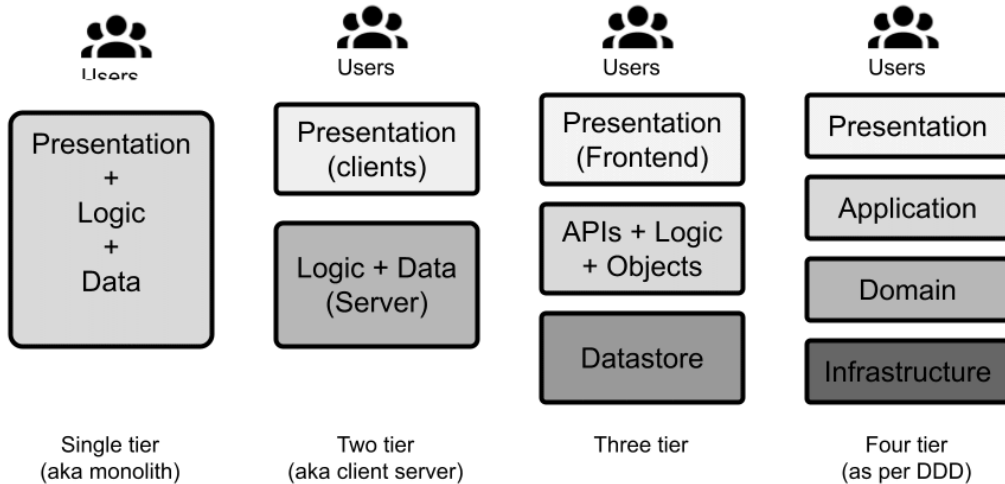 Users
Presentation
+
Logic
+
Data
Single tier
(aka monolith)
Users
Presentation
(clients)
Logic + Data
(Server)
Two tier
(aka client server)
Users
Presentation
(Frontend)
APIs + Logic
+ Objects
Datastore
Three tier
Users
Presentation
Application
Domain
Infrastructure
Four tier
(as per DDD)